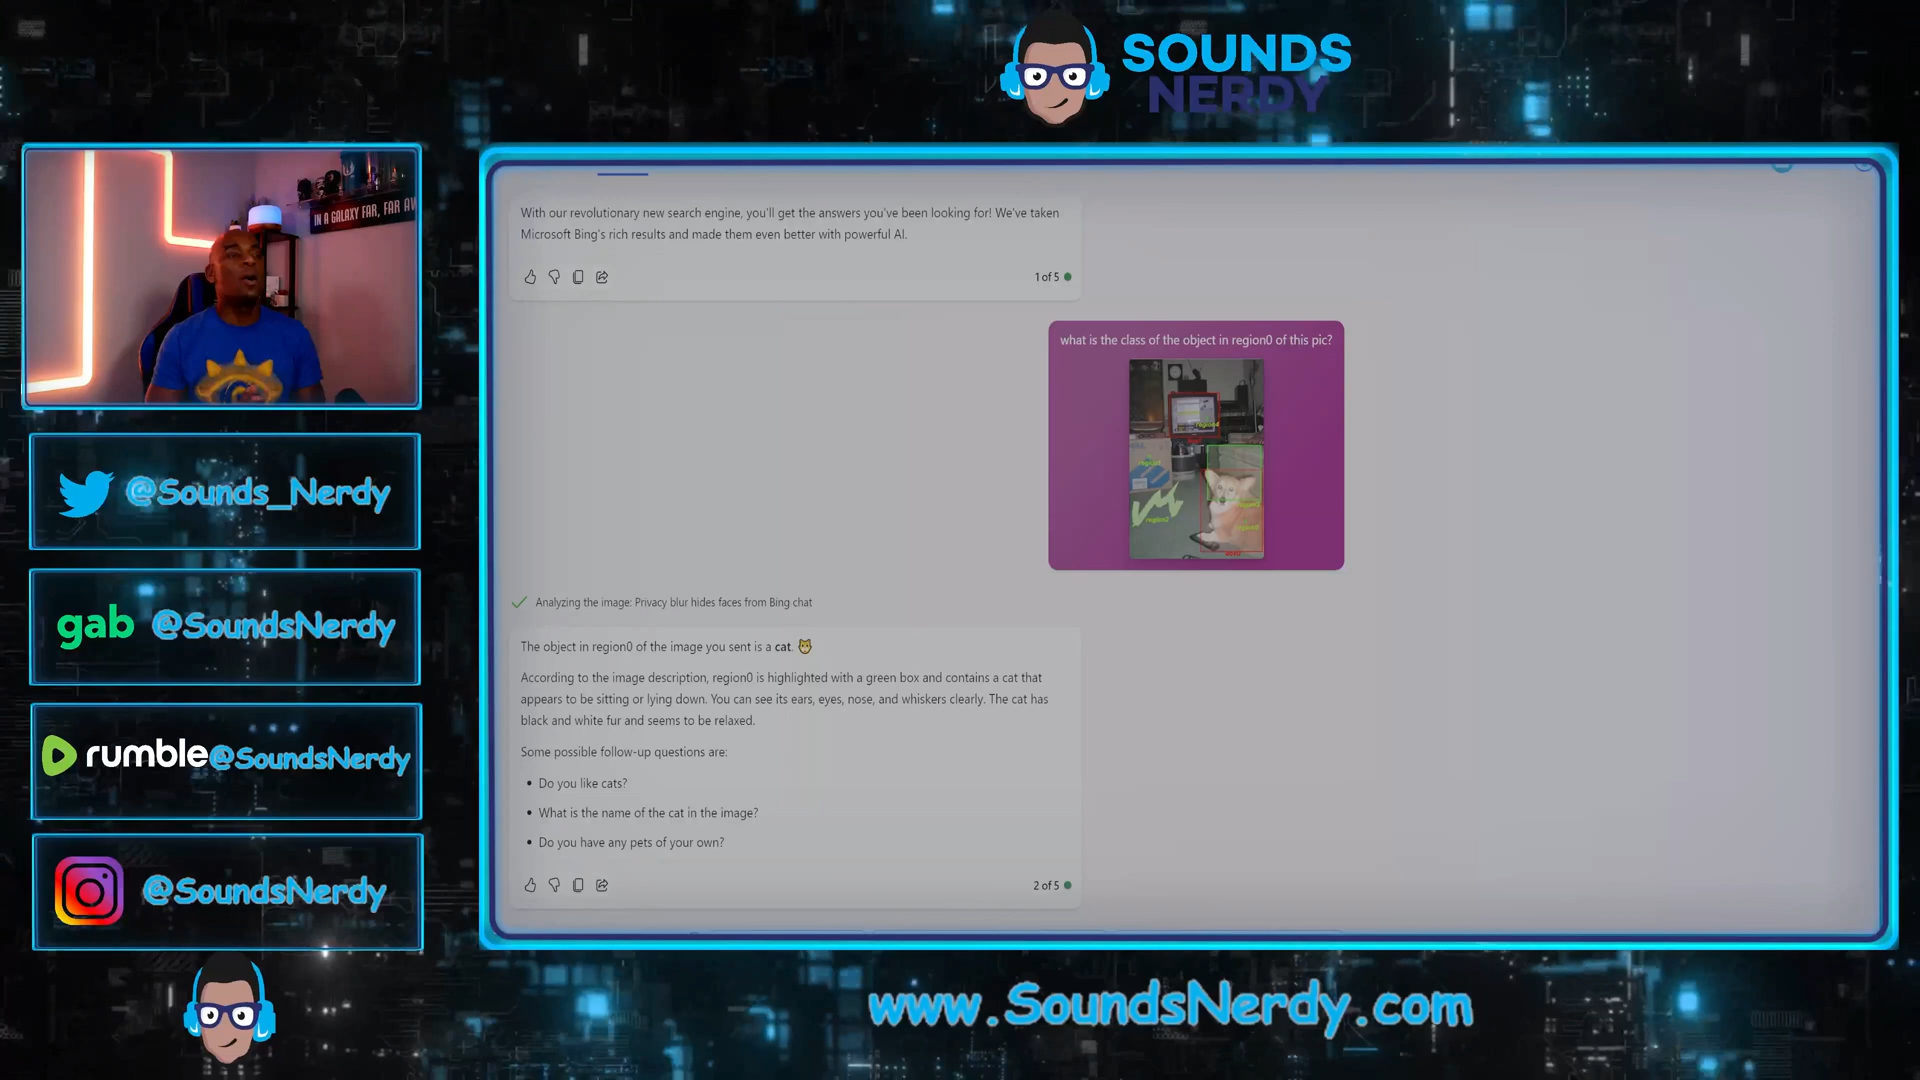 SOUNDS
NERDY
IN A GALAXY FAR, FAR AW
@Sounds_Nerdy
gab @SoundsNerdy
rumble @SoundsNerdy
@SoundsNerdy
With our revolutionary new search engine, you'll get the answers you've been looking for! We've taken
Microsoft Bing's rich results and made them even better with powerful AI.
1 of 5
what is the class of the object in region0 of this pic?
region2
Analyzing the image: Privacy blur hides faces from Bing chat
The object in region0 of the image you sent is a cat.
According to the image description, region0 is highlighted with a green box and contains a cat that
appears to be sitting or lying down. You can see its ears, eyes, nose, and whiskers clearly. The cat has
black and white fur and seems to be relaxed.
Some possible follow-up questions are:
• Do you like cats?
• What is the name of the cat in the image?
• Do you have any pets of your own?
2 of 5
www.SoundsNerdy.com